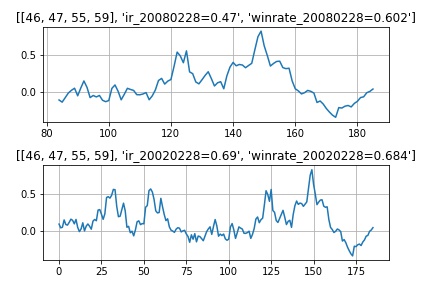 [[46, 47, 55, 59], 'ir_20080228=0.47', 'winrate_20080228=0.602']
0.5
0.0
80 100 120 140 160 180
[[46, 47, 55, 59], 'ir_20020228=0.69', 'winrate_20020228=0.684']
0.5
0.0
0 25 50 75 100 125 150 175